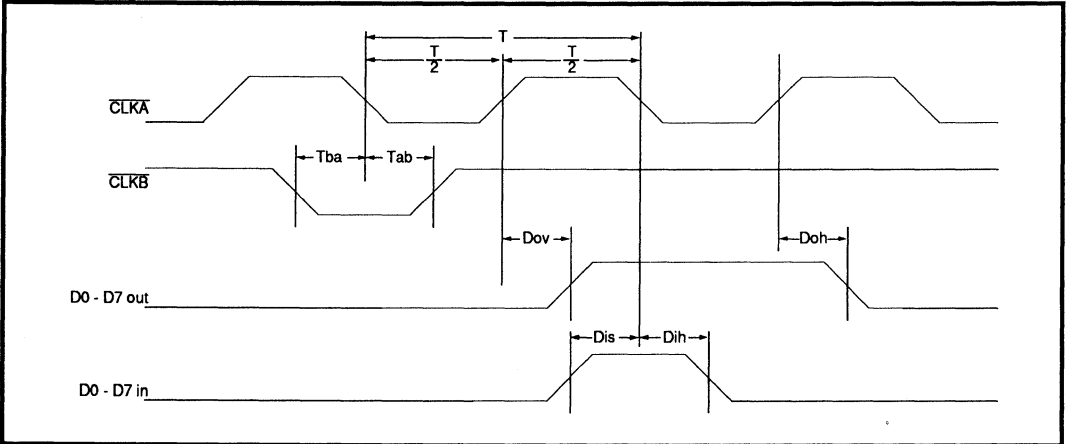 T
T/2 T/2
CLKA
Tba Tab
CLKB
Dov Doh
D0 - D7 out
Dis Dih
D0 - D7 in